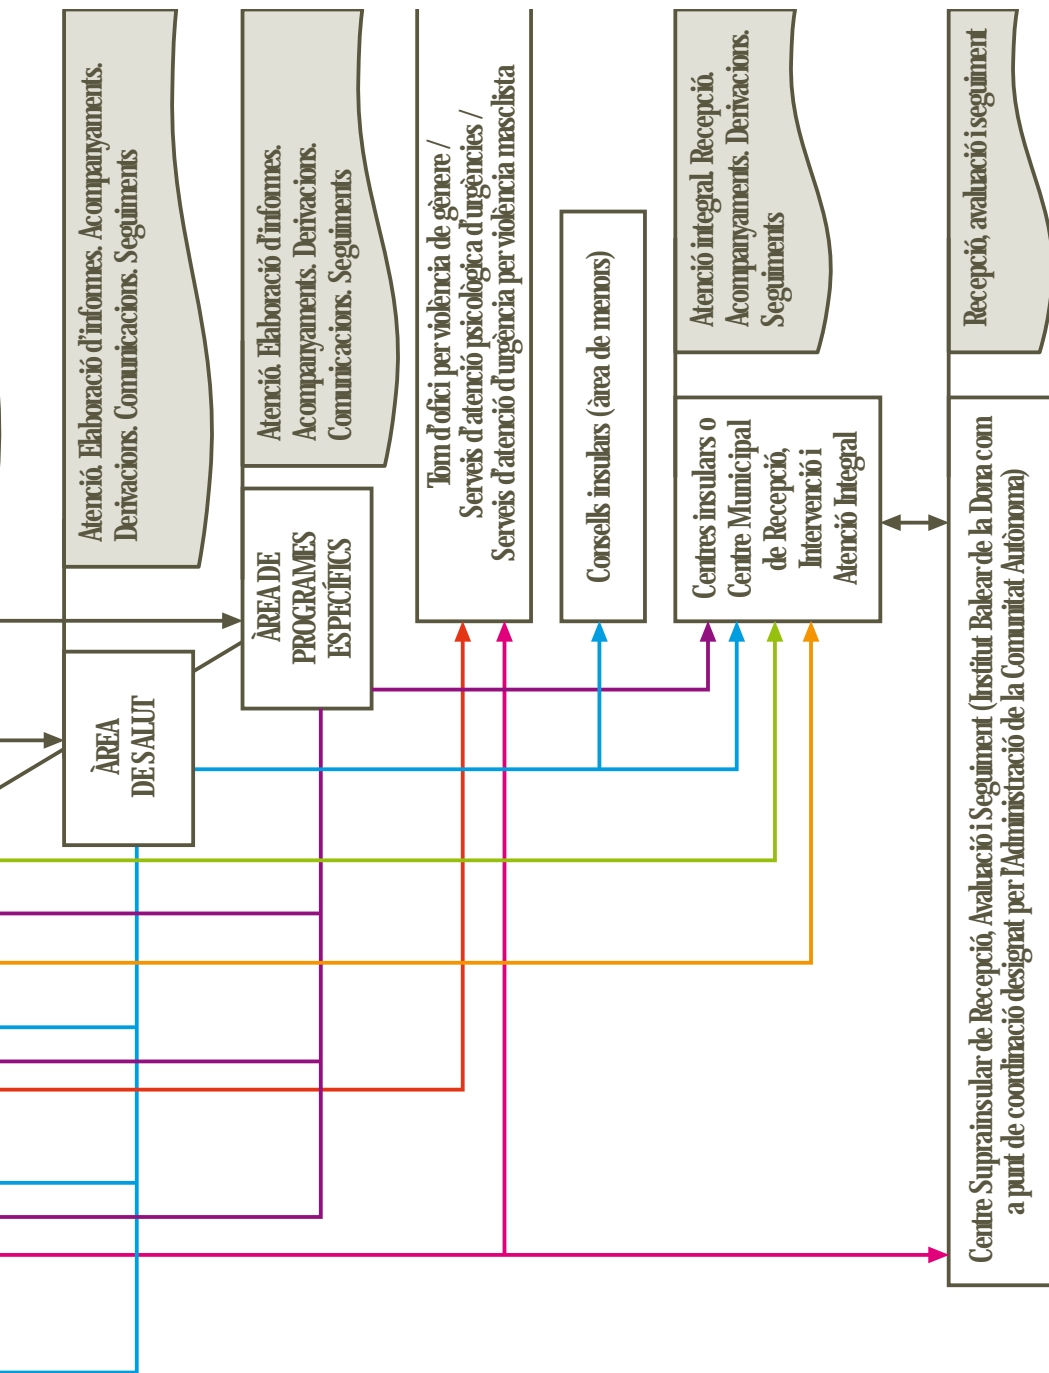 Atenció. Elaboració d’informes. Acompanyaments.
Derivacions. Comunicacions. Seguiments
ÀREA
DE SALUT
Atenció. Elaboració d’informes.
Acompanyaments. Derivacions.
Comunicacions. Seguiments
ÀREA DE
PROGRAMES
ESPECÍFICS
Torn d’ofici per violència de gènere /
Serveis d’atenció psicològica d’urgències /
Serveis d’atenció d’urgència per violència masclista
Consells insulars (àrea de menors)
Atenció integral. Recepció.
Acompanyaments. Derivacions.
Seguiments
Centres insulars o
Centre Municipal
de Recepció,
Intervenció i
Atenció Integral
Recepció, avaluació i seguiment
Centre Suprainsular de Recepció, Avaluació i Seguiment (Institut Balear de la Dona com
a punt de coordinació designat per l’Administració de la Comunitat Autònoma)